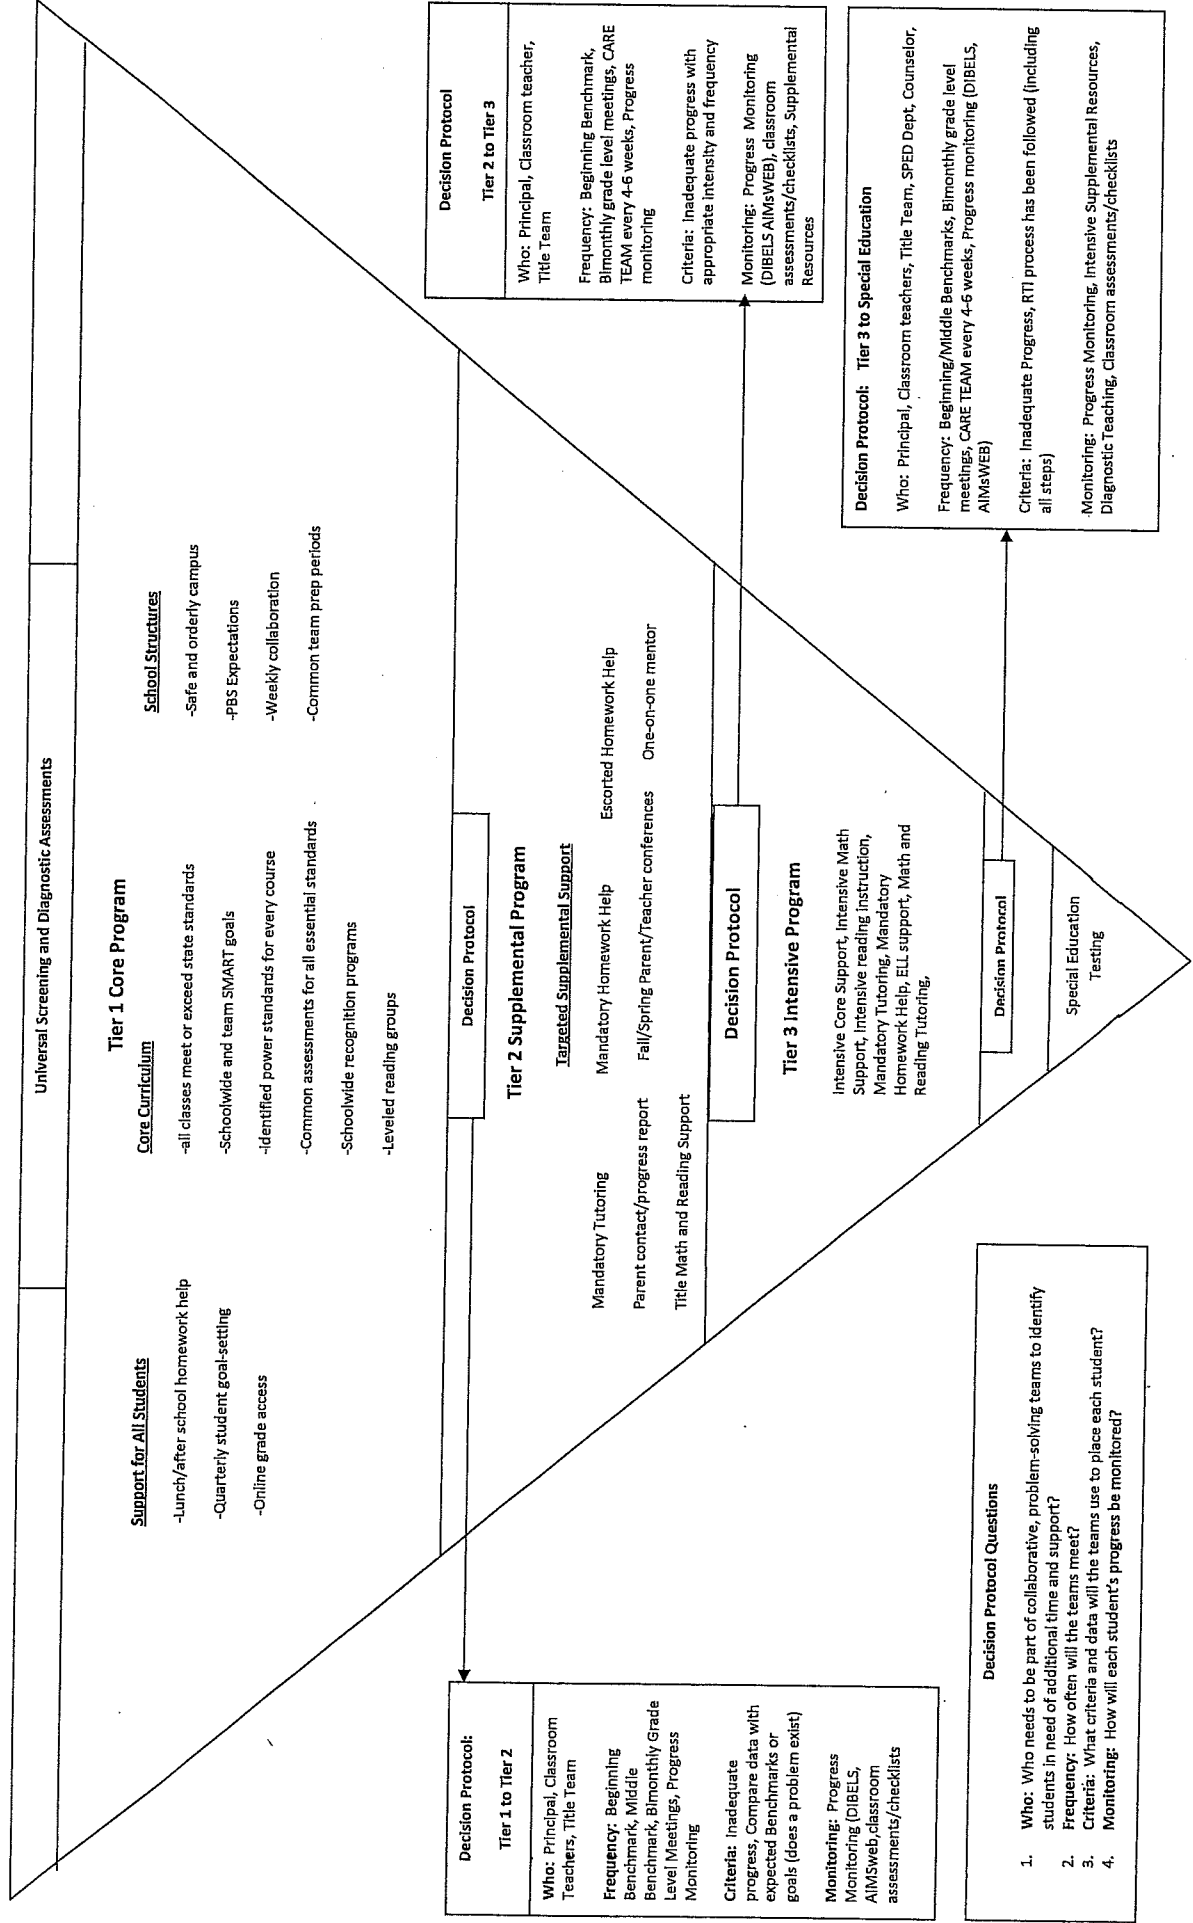 Universal Screening and Diagnostic Assessments
Tier 1 Core Program
Support for All Students
-Lunch/after school homework help
-Quarterly student goal-setting
-Online grade access
Core Curriculum
-all classes meet or exceed state standards
-Schoolwide and team SMART goals
-Identified power standards for every course
-Common assessments for all essential standards
-Schoolwide recognition programs
-Leveled reading groups
School Structures
-Safe and orderly campus
-PBS Expectations
-Weekly collaboration
-Common team prep periods
Decision Protocol
Tier 2 Supplemental Program
Targeted Supplemental Support
Mandatory Tutoring
Mandatory Homework Help
Escorted Homework Help
Parent contact/progress report
Fall/Spring Parent/Teacher conferences
One-on-one mentor
Title Math and Reading Support
Decision Protocol
Tier 3 Intensive Program
Intensive Core Support, Intensive Math
Support, Intensive reading instruction,
Mandatory Tutoring, Mandatory
Homework Help, ELL support, Math and
Reading Tutoring,
Decision Protocol
Special Education
Testing
Decision Protocol:
Tier 1 to Tier 2
Who: Principal, Classroom
Teachers, Title Team
Frequency: Beginning
Benchmark, Middle
Benchmark, Bimonthly Grade
Level Meetings, Progress
Monitoring
Criteria: Inadequate
progress, Compare data with
expected Benchmarks or
goals (does a problem exist)
Monitoring: Progress
Monitoring (DIBELS,
AIMSweb,classroom
assessments/checklists
Decision Protocol
Tier 2 to Tier 3
Who: Principal, Classroom teacher,
Title Team
Frequency: Beginning Benchmark,
Bimonthly grade level meetings, CARE
TEAM every 4-6 weeks, Progress
monitoring
Criteria: Inadequate progress with
appropriate intensity and frequency
Monitoring: Progress Monitoring
(DIBELS AIMsWEB), classroom
assessments/checklists, Supplemental
Resources
Decision Protocol: Tier 3 to Special Education
Who: Principal, Classroom teachers, Title Team, SPED Dept, Counselor,
Frequency: Beginning/Middle Benchmarks, Bimonthly grade level
meetings, CARE TEAM every 4-6 weeks, Progress monitoring (DIBELS,
AIMsWEB)
Criteria: Inadequate Progress, RTI process has been followed (including
all steps)
Monitoring: Progress Monitoring, Intensive Supplemental Resources,
Diagnostic Teaching, Classroom assessments/checklists
Decision Protocol Questions
1. Who: Who needs to be part of collaborative, problem-solving teams to identify
students in need of additional time and support?
2. Frequency: How often will the teams meet?
3. Criteria: What criteria and data will the teams use to place each student?
4. Monitoring: How will each student's progress be monitored?